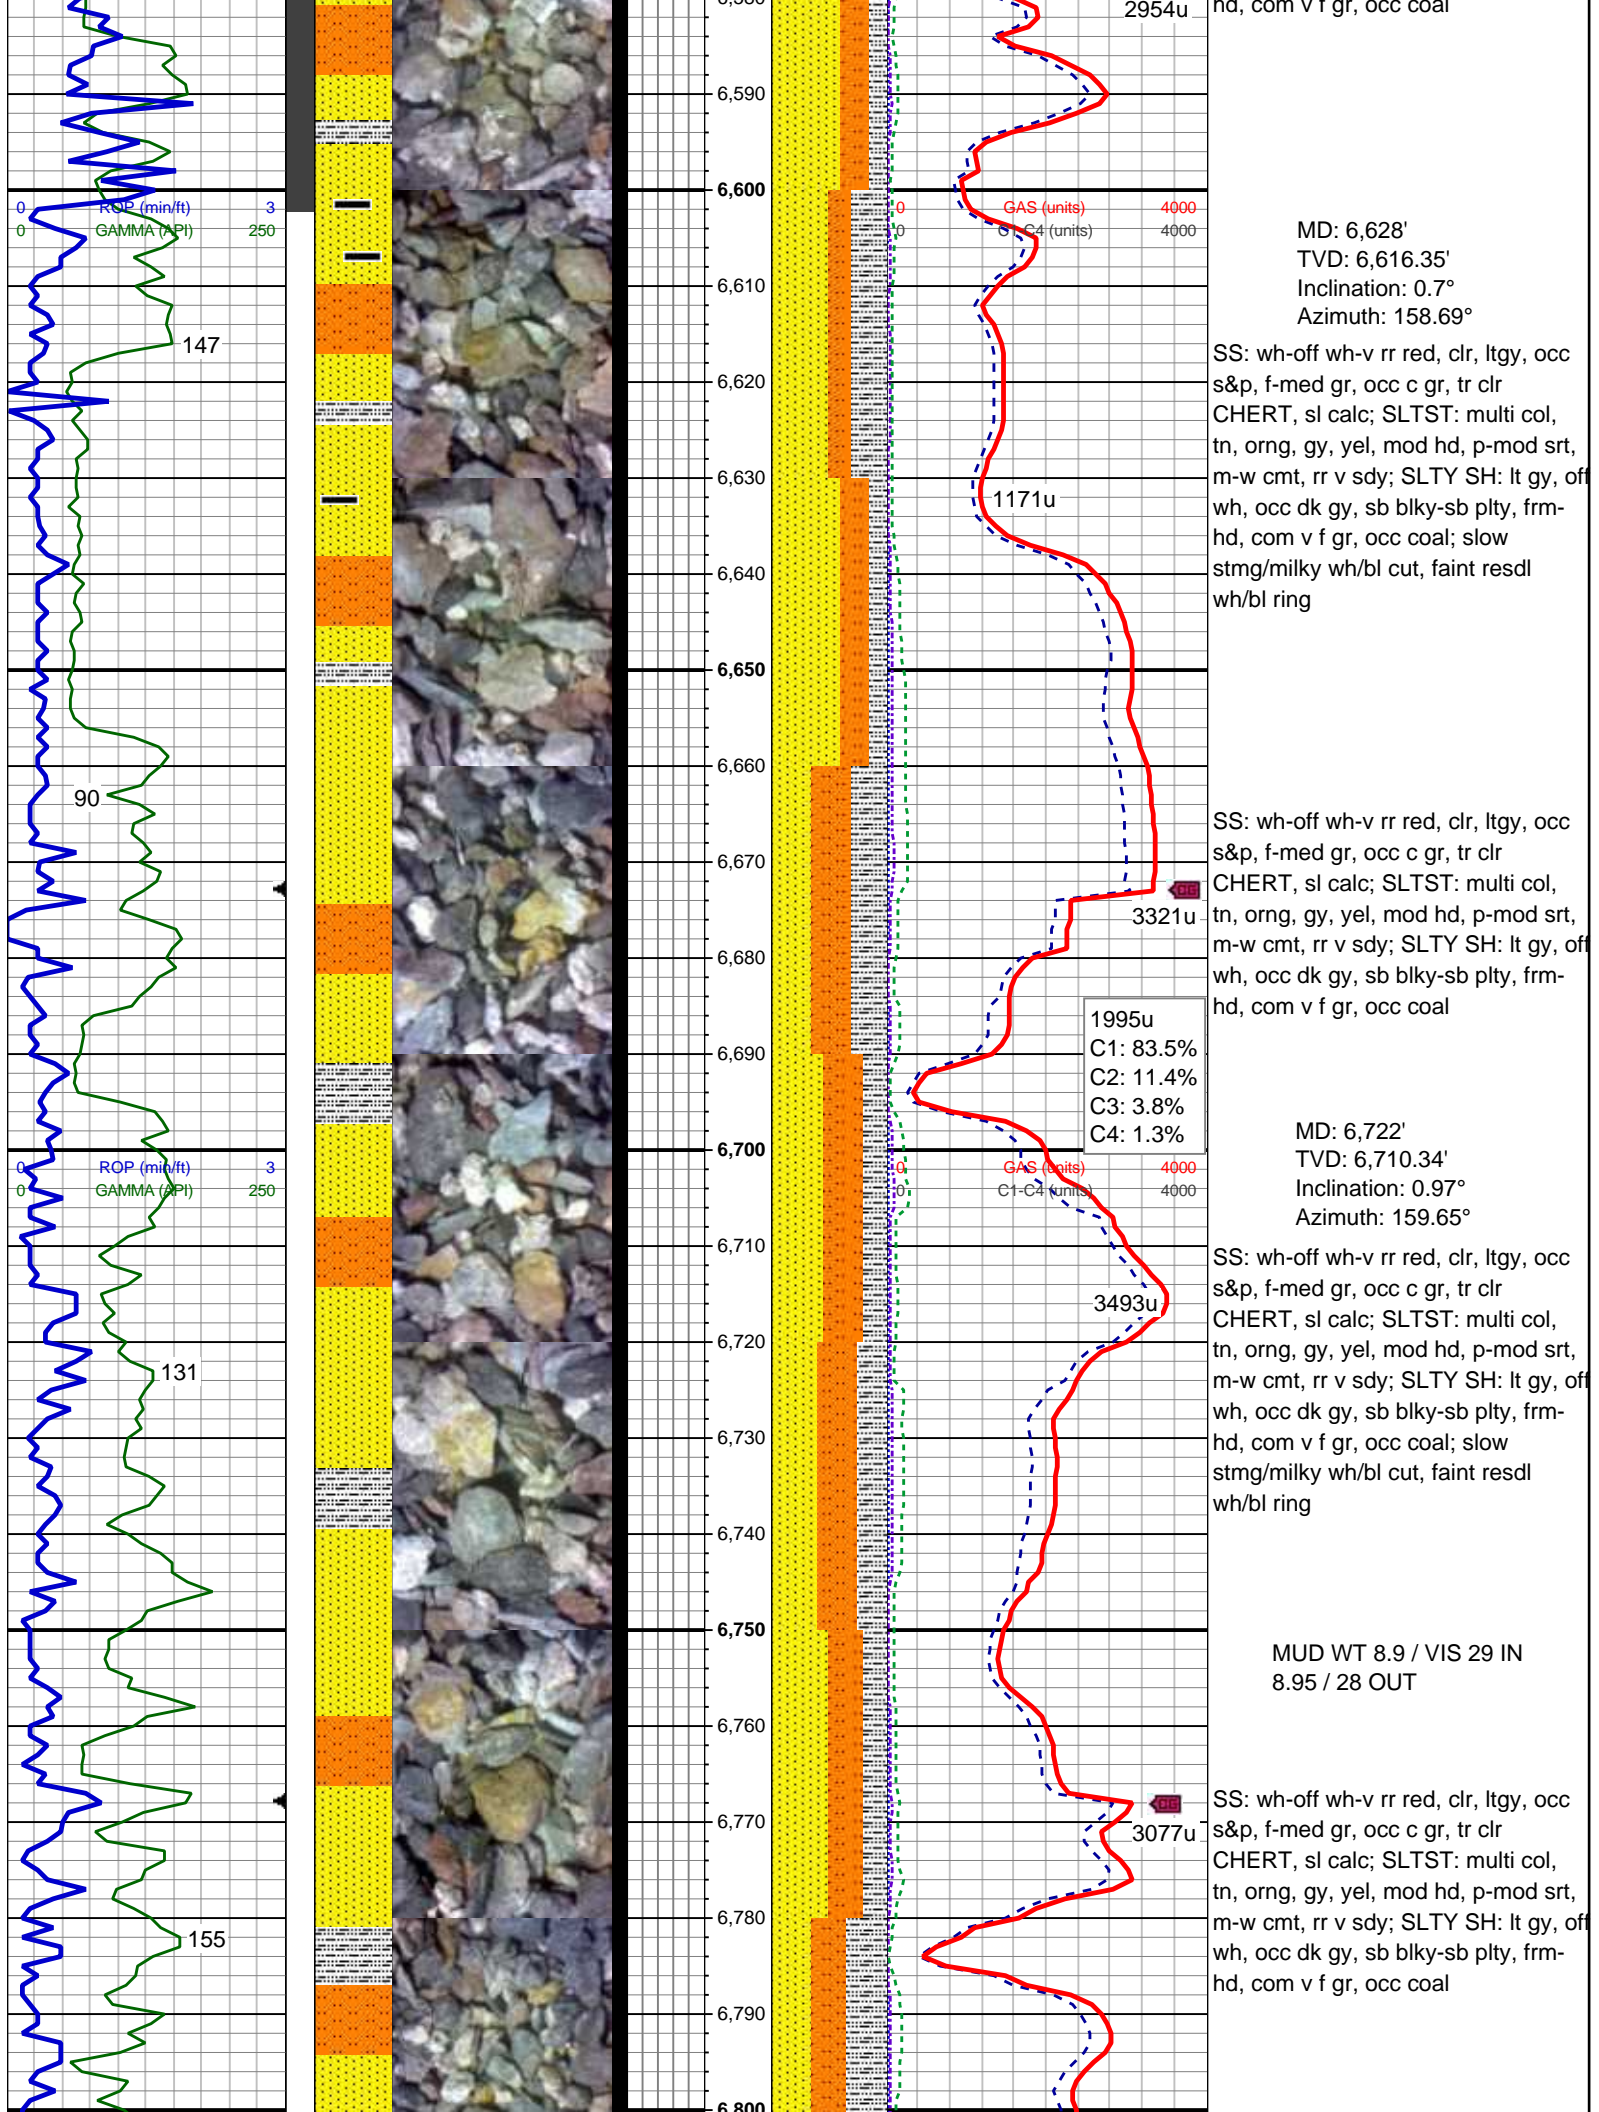 2954u
hd, com v f gr, occ coal
6,590
6,600
0 ROP (min/ft) 3
0 GAMMA (API) 250
0 GAS (units) 4000
0 C1-C4 (units) 4000
MD: 6,628'
TVD: 6,616.35'
Inclination: 0.7°
Azimuth: 158.69°
6,610
147
SS: wh-off wh-v rr red, clr, ltgy, occ
s&p, f-med gr, occ c gr, tr clr
CHERT, sl calc; SLTST: multi col,
tn, orng, gy, yel, mod hd, p-mod srt,
m-w cmt, rr v sdy; SLTY SH: lt gy, off
wh, occ dk gy, sb blky-sb plty, frm-
hd, com v f gr, occ coal; slow
stmg/milky wh/bl cut, faint resdl
wh/bl ring
6,620
6,630
1171u
6,640
6,650
6,660
90
SS: wh-off wh-v rr red, clr, ltgy, occ
s&p, f-med gr, occ c gr, tr clr
CHERT, sl calc; SLTST: multi col,
tn, orng, gy, yel, mod hd, p-mod srt,
m-w cmt, rr v sdy; SLTY SH: lt gy, off
wh, occ dk gy, sb blky-sb plty, frm-
hd, com v f gr, occ coal
6,670
CG
3321u
6,680
1995u
C1: 83.5%
C2: 11.4%
C3: 3.8%
C4: 1.3%
6,690
6,700
0 ROP (min/ft) 3
0 GAMMA (API) 250
0 GAS (units) 4000
0 C1-C4 (units) 4000
MD: 6,722'
TVD: 6,710.34'
Inclination: 0.97°
Azimuth: 159.65°
6,710
3493u
SS: wh-off wh-v rr red, clr, ltgy, occ
s&p, f-med gr, occ c gr, tr clr
CHERT, sl calc; SLTST: multi col,
tn, orng, gy, yel, mod hd, p-mod srt,
m-w cmt, rr v sdy; SLTY SH: lt gy, off
wh, occ dk gy, sb blky-sb plty, frm-
hd, com v f gr, occ coal; slow
stmg/milky wh/bl cut, faint resdl
wh/bl ring
6,720
131
6,730
6,740
6,750
MUD WT 8.9 / VIS 29 IN
8.95 / 28 OUT
6,760
CG
6,770
3077u
SS: wh-off wh-v rr red, clr, ltgy, occ
s&p, f-med gr, occ c gr, tr clr
CHERT, sl calc; SLTST: multi col,
tn, orng, gy, yel, mod hd, p-mod srt,
m-w cmt, rr v sdy; SLTY SH: lt gy, off
wh, occ dk gy, sb blky-sb plty, frm-
hd, com v f gr, occ coal
6,780
155
6,790
6,800